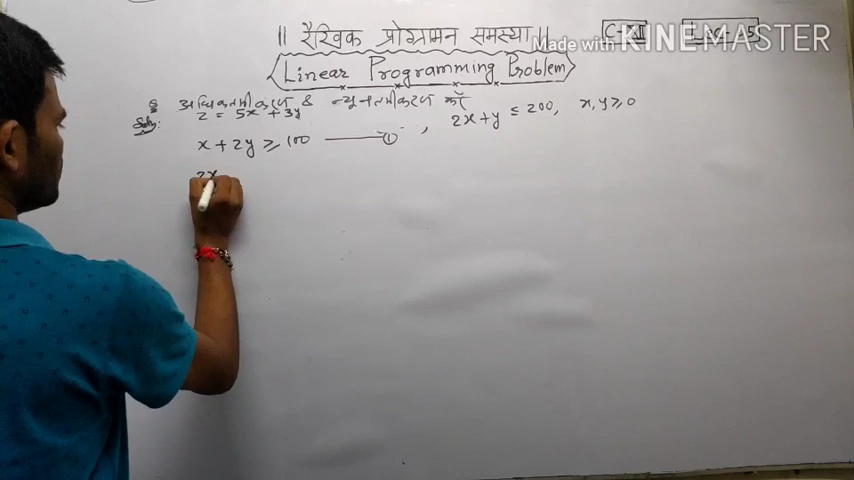 || रैखिक प्रोग्रामन समस्या ||
Made with KINEMASTER
Linear Programming Problem
Q अधिकतमीकरण & न्यूनतमीकरण करें
Z = 5x + 3y , 2x+y ≤ 200, x, y ≥ 0
Soln:
x + 2y ≥ 100 ——— ①
2x